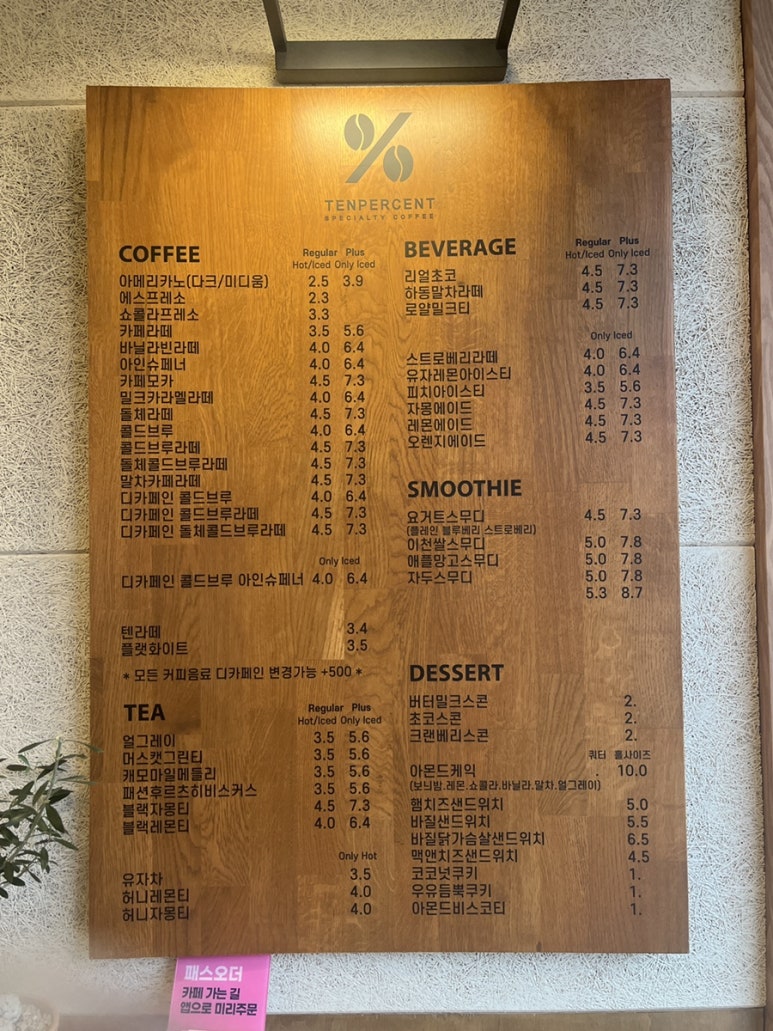 TENPERCENT
SPECIALTY COFFEE
COFFEE
Regular Plus
Hot/Iced Only Iced
아메리카노(다크/미디움) 2.5 3.9
에스프레소 2.3
쇼콜라프레소 3.3
카페라떼 3.5 5.6
바닐라빈라떼 4.0 6.4
아인슈페너 4.0 6.4
카페모카 4.5 7.3
밀크카라멜라떼 4.0 6.4
돌체라떼 4.5 7.3
콜드브루 4.0 6.4
콜드브루라떼 4.5 7.3
돌체콜드브루라떼 4.5 7.3
말차카페라떼 4.5 7.3
디카페인 콜드브루 4.0 6.4
디카페인 콜드브루라떼 4.5 7.3
디카페인 돌체콜드브루라떼 4.5 7.3
Only Iced
디카페인 콜드브루 아인슈페너 4.0 6.4
텐라떼 3.4
플랫화이트 3.5
* 모든 커피음료 디카페인 변경가능 +500 *
TEA
Regular Plus
Hot/Iced Only Iced
얼그레이 3.5 5.6
머스캣그린티 3.5 5.6
캐모마일메들리 3.5 5.6
패션후르츠히비스커스 3.5 5.6
블랙자몽티 4.5 7.3
블랙레몬티 4.0 6.4
Only Hot
유자차 3.5
허니레몬티 4.0
허니자몽티 4.0
BEVERAGE
Regular Plus
Hot/Iced Only Iced
리얼초코 4.5 7.3
하동말차라떼 4.5 7.3
로얄밀크티 4.5 7.3
Only Iced
스트로베리라떼 4.0 6.4
유자레몬아이스티 4.0 6.4
피치아이스티 3.5 5.6
자몽에이드 4.5 7.3
레몬에이드 4.5 7.3
오렌지에이드 4.5 7.3
SMOOTHIE
요거트스무디 4.5 7.3
(플레인 블루베리 스트로베리)
이천쌀스무디 5.0 7.8
애플망고스무디 5.0 7.8
자두스무디 5.0 7.8
5.3 8.7
DESSERT
버터밀크스콘 2.
초코스콘 2.
크랜베리스콘 2.
쿼터 홀사이즈
아몬드케익 . 10.0
(보늬밤.레몬.쇼콜라.바닐라.말차.얼그레이)
햄치즈샌드위치 5.0
바질샌드위치 5.5
바질닭가슴살샌드위치 6.5
맥앤치즈샌드위치 4.5
코코넛쿠키 1.
우유듬뿍쿠키 1.
아몬드비스코티 1.
패스오더
카페 가는 길
앱으로 미리주문